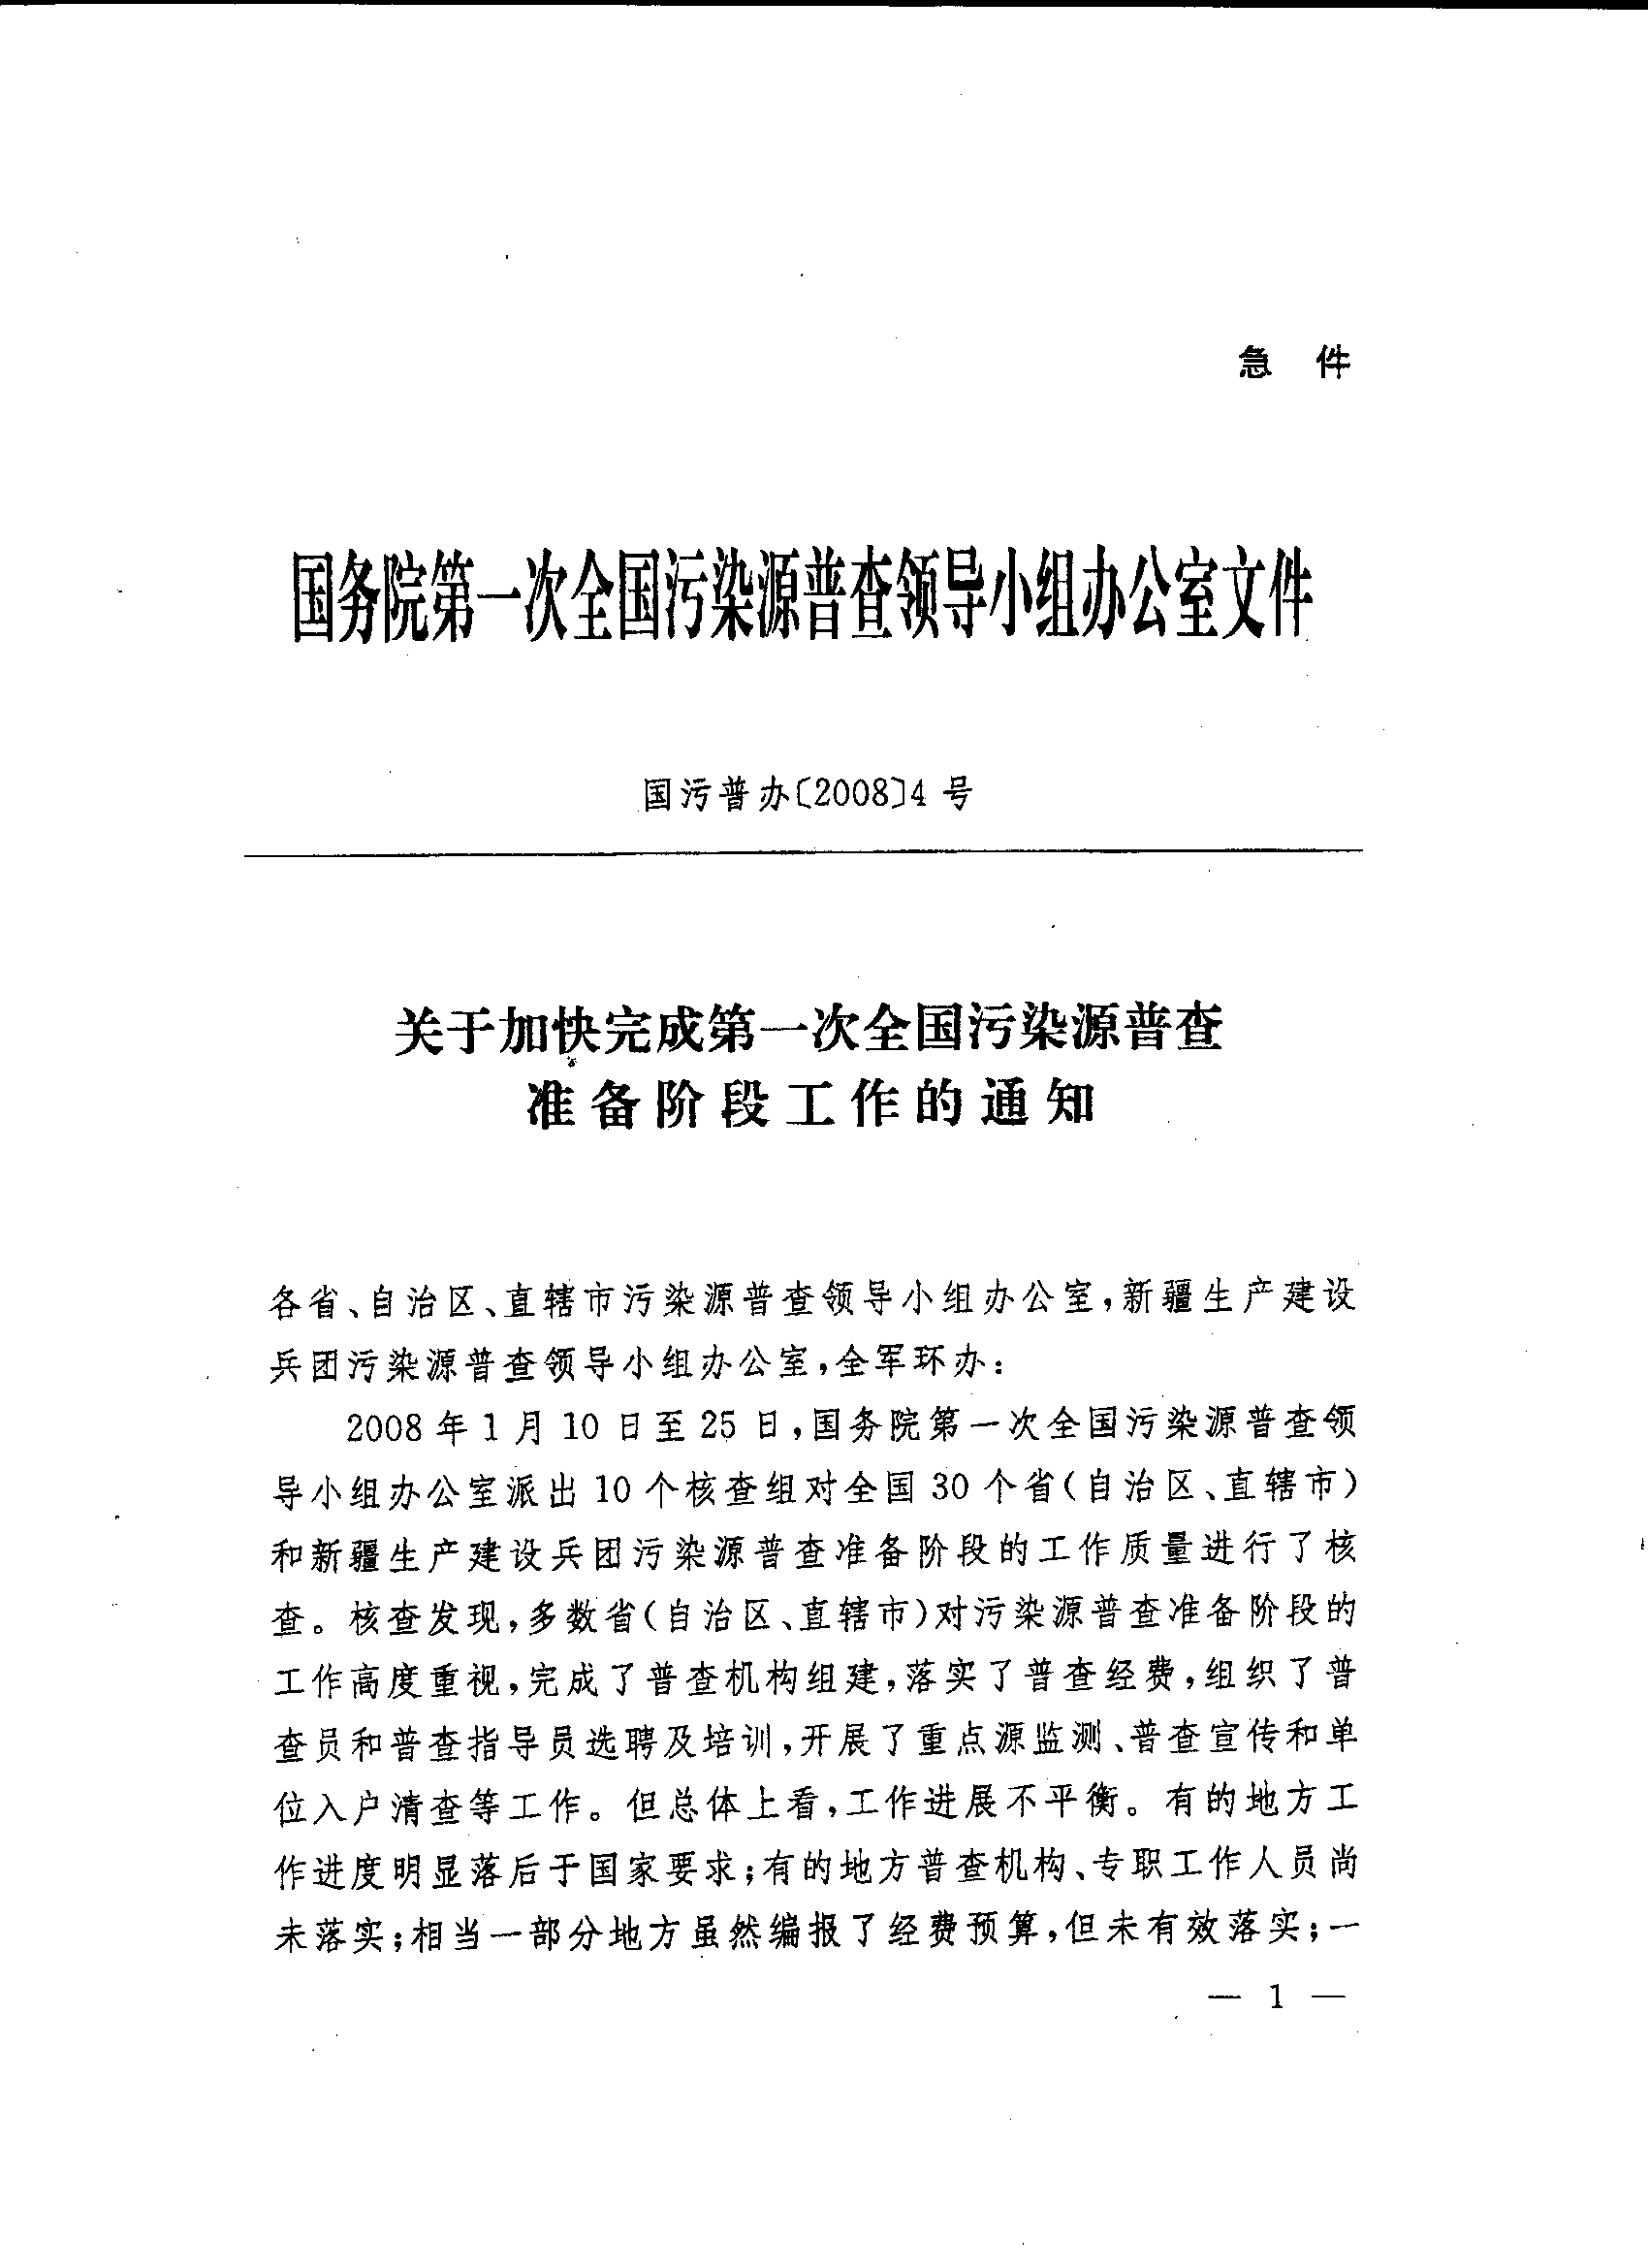 急 件
国务院第一次全国污染源普查领导小组办公室文件
国污普办〔2008〕4 号
关于加快完成第一次全国污染源普查
准备阶段工作的通知
各省、自治区、直辖市污染源普查领导小组办公室,新疆生产建设
兵团污染源普查领导小组办公室,全军环办:
2008 年 1 月 10 日至 25 日,国务院第一次全国污染源普查领
导小组办公室派出 10 个核查组对全国 30 个省(自治区、直辖市)
和新疆生产建设兵团污染源普查准备阶段的工作质量进行了核
查。核查发现,多数省(自治区、直辖市)对污染源普查准备阶段的
工作高度重视,完成了普查机构组建,落实了普查经费,组织了普
查员和普查指导员选聘及培训,开展了重点源监测、普查宣传和单
位入户清查等工作。但总体上看,工作进展不平衡。有的地方工
作进度明显落后于国家要求;有的地方普查机构、专职工作人员尚
未落实;相当一部分地方虽然编报了经费预算,但未有效落实;一
— 1 —